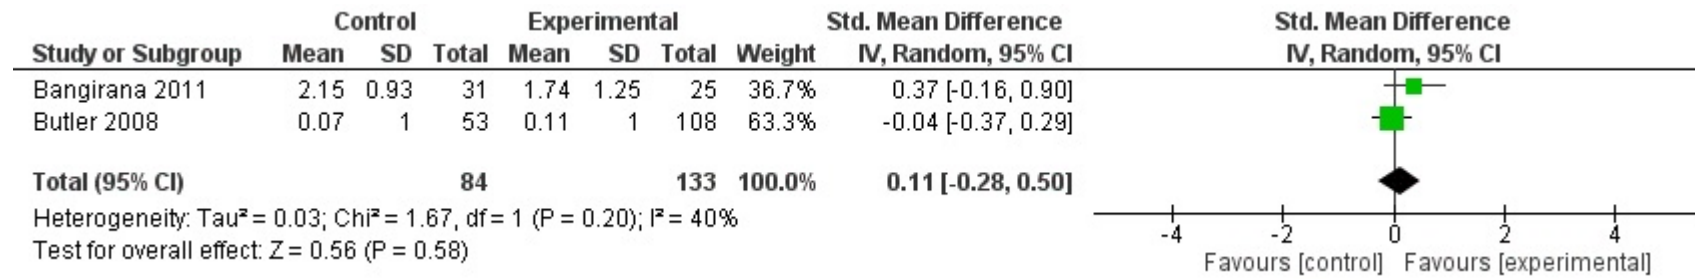 Control Experimental Std. Mean Difference Std. Mean Difference
Study or Subgroup Mean SD Total Mean SD Total Weight IV, Random, 95% CI IV, Random, 95% CI
Bangirana 2011 2.15 0.93 31 1.74 1.25 25 36.7% 0.37 [-0.16, 0.90]
Butler 2008 0.07 1 53 0.11 1 108 63.3% -0.04 [-0.37, 0.29]
Total (95% CI) 84 133 100.0% 0.11 [-0.28, 0.50]
Heterogeneity: Tau² = 0.03; Chi² = 1.67, df = 1 (P = 0.20); I² = 40%
Test for overall effect: Z = 0.56 (P = 0.58)
-4 -2 0 2 4
Favours [control] Favours [experimental]